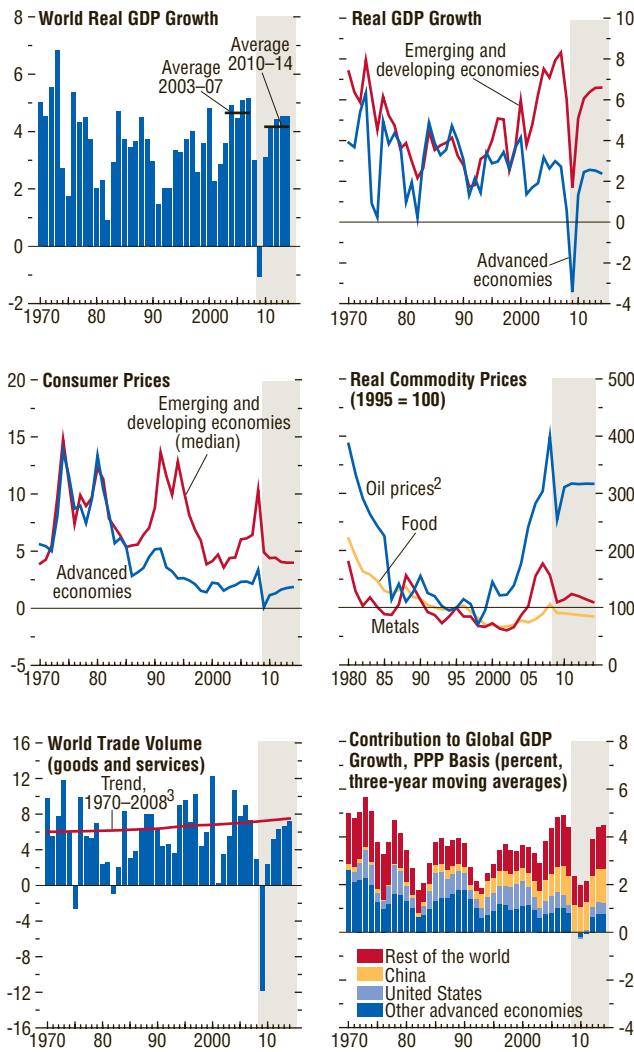 World Real GDP Growth
8
6
4
2
0
-2
Average
2003–07
Average
2010–14
1970 80 90 2000 10
Real GDP Growth
10
8
6
4
2
0
-2
-4
Emerging and
developing economies
Advanced
economies
1970 80 90 2000 10
Consumer Prices
20
15
10
5
0
-5
Emerging and
developing economies
(median)
Advanced
economies
1970 80 90 2000 10
Real Commodity Prices
(1995 = 100)
500
400
300
200
100
0
Oil prices²
Food
Metals
1980 85 90 95 2000 05 10
World Trade Volume
(goods and services)
16
12
8
4
0
-4
-8
-12
-16
Trend,
1970–2008³
1970 80 90 2000 10
Contribution to Global GDP
Growth, PPP Basis (percent,
three-year moving averages)
8
6
4
2
0
-2
-4
Rest of the world
China
United States
Other advanced economies
1970 80 90 2000 10